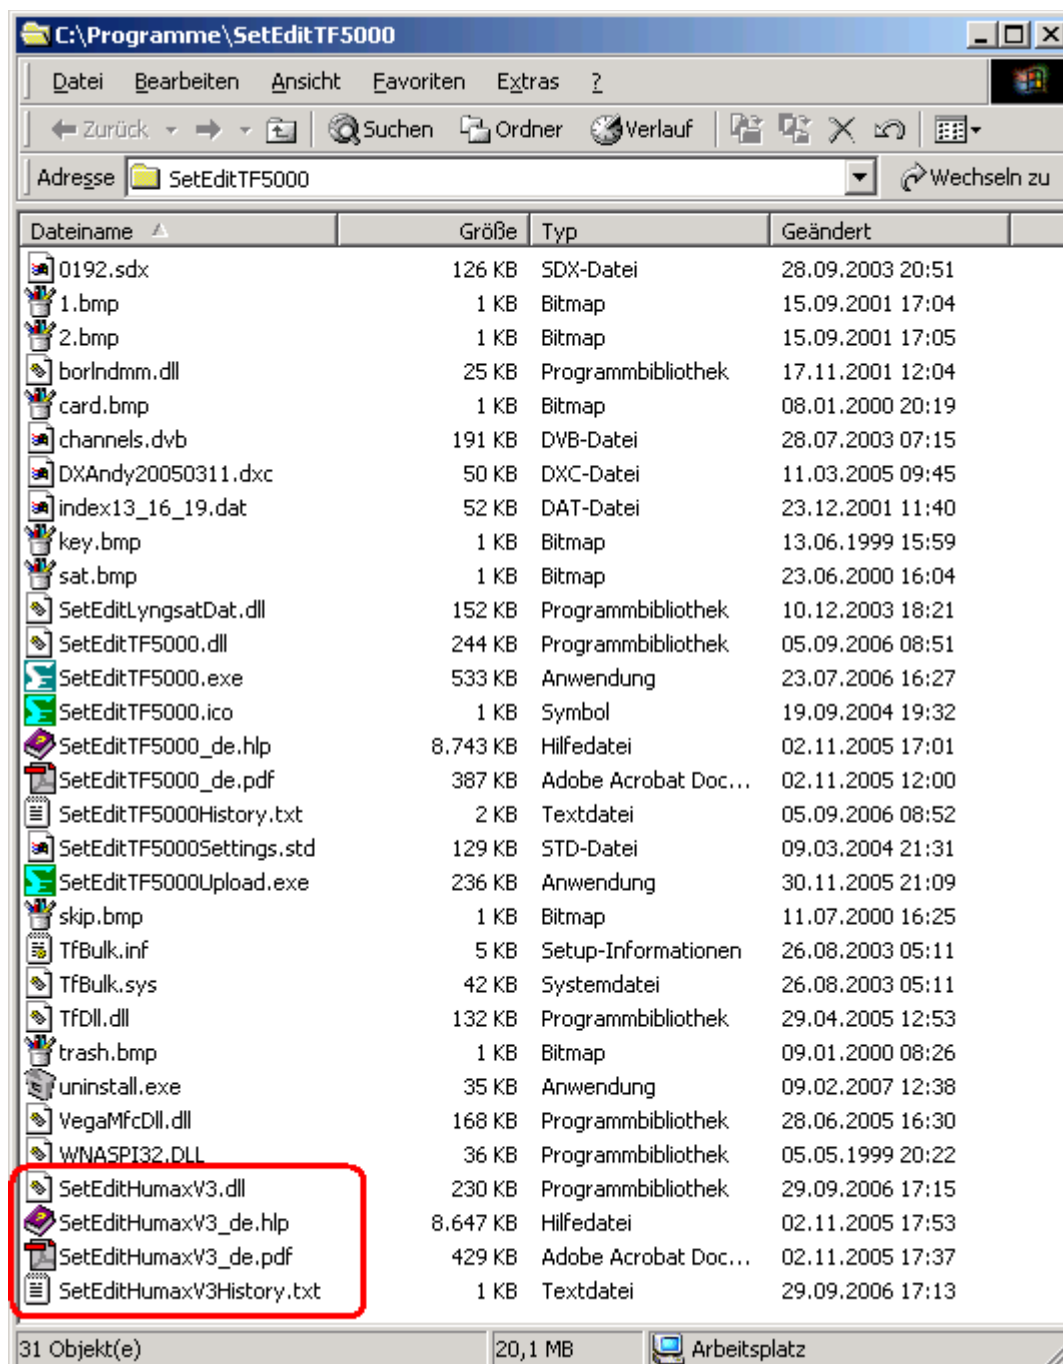 C:\Programme\SetEditTF5000
Datei Bearbeiten Ansicht Favoriten Extras ?
Zurück Suchen Ordner Verlauf
Adresse SetEditTF5000 Wechseln zu
Dateiname Größe Typ Geändert
0192.sdx 126 KB SDX-Datei 28.09.2003 20:51
1.bmp 1 KB Bitmap 15.09.2001 17:04
2.bmp 1 KB Bitmap 15.09.2001 17:05
borlndmm.dll 25 KB Programmbibliothek 17.11.2001 12:04
card.bmp 1 KB Bitmap 08.01.2000 20:19
channels.dvb 191 KB DVB-Datei 28.07.2003 07:15
DXAndy20050311.dxc 50 KB DXC-Datei 11.03.2005 09:45
index13_16_19.dat 52 KB DAT-Datei 23.12.2001 11:40
key.bmp 1 KB Bitmap 13.06.1999 15:59
sat.bmp 1 KB Bitmap 23.06.2000 16:04
SetEditLyngsatDat.dll 152 KB Programmbibliothek 10.12.2003 18:21
SetEditTF5000.dll 244 KB Programmbibliothek 05.09.2006 08:51
SetEditTF5000.exe 533 KB Anwendung 23.07.2006 16:27
SetEditTF5000.ico 1 KB Symbol 19.09.2004 19:32
SetEditTF5000_de.hlp 8.743 KB Hilfedatei 02.11.2005 17:01
SetEditTF5000_de.pdf 387 KB Adobe Acrobat Doc... 02.11.2005 12:00
SetEditTF5000History.txt 2 KB Textdatei 05.09.2006 08:52
SetEditTF5000Settings.std 129 KB STD-Datei 09.03.2004 21:31
SetEditTF5000Upload.exe 236 KB Anwendung 30.11.2005 21:09
skip.bmp 1 KB Bitmap 11.07.2000 16:25
TfBulk.inf 5 KB Setup-Informationen 26.08.2003 05:11
TfBulk.sys 42 KB Systemdatei 26.08.2003 05:11
TfDll.dll 132 KB Programmbibliothek 29.04.2005 12:53
trash.bmp 1 KB Bitmap 09.01.2000 08:26
uninstall.exe 35 KB Anwendung 09.02.2007 12:38
VegaMfcDll.dll 168 KB Programmbibliothek 28.06.2005 16:30
WNASPI32.DLL 36 KB Programmbibliothek 05.05.1999 20:22
SetEditHumaxV3.dll 230 KB Programmbibliothek 29.09.2006 17:15
SetEditHumaxV3_de.hlp 8.647 KB Hilfedatei 02.11.2005 17:53
SetEditHumaxV3_de.pdf 429 KB Adobe Acrobat Doc... 02.11.2005 17:37
SetEditHumaxV3History.txt 1 KB Textdatei 29.09.2006 17:13
31 Objekt(e) 20,1 MB Arbeitsplatz